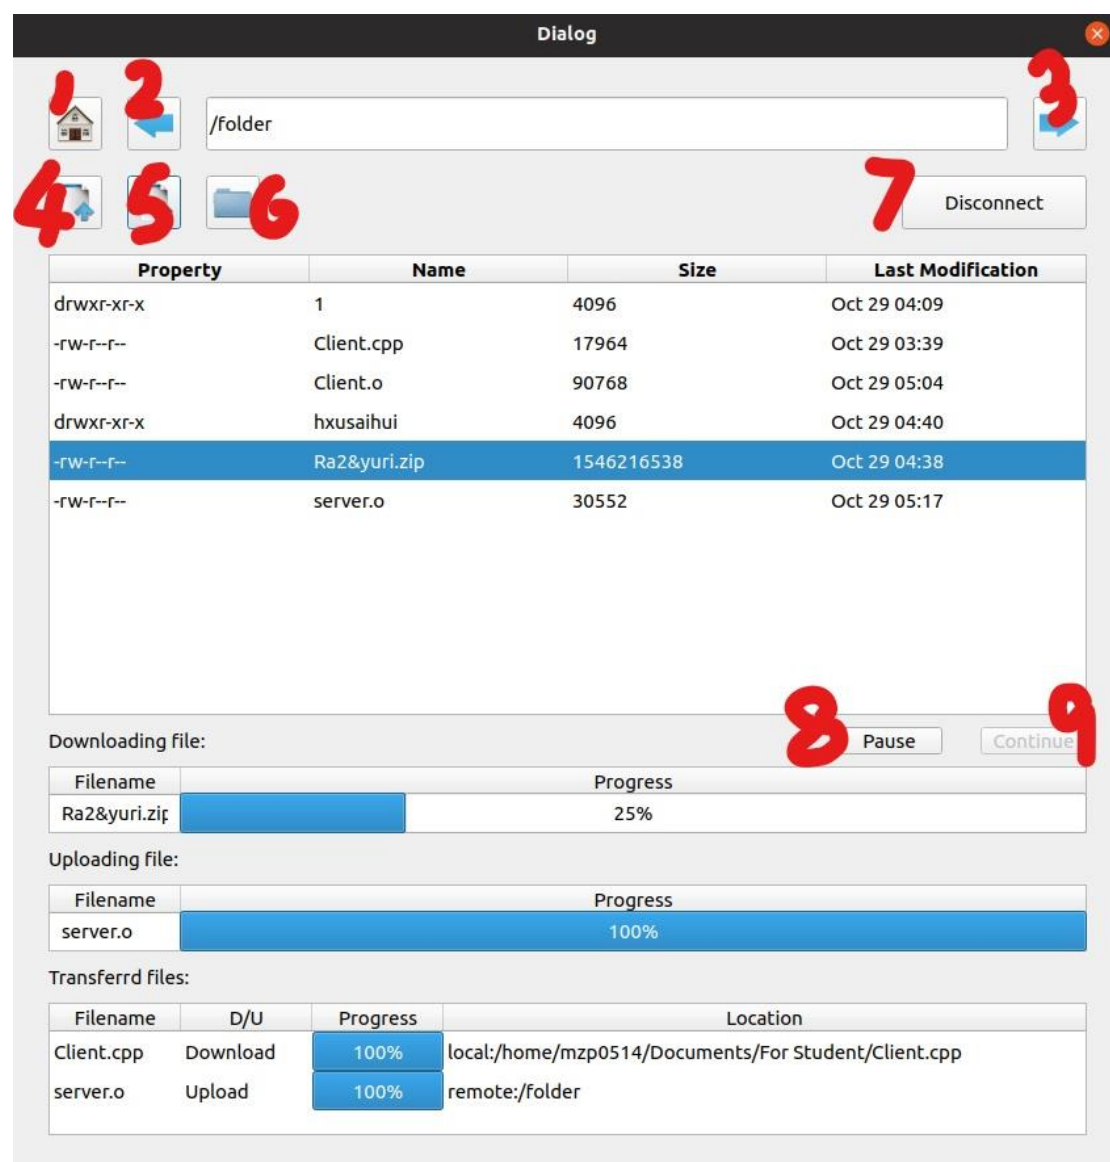 Dialog
1 2 3
/folder
4 5 6 7
Disconnect
Property Name Size Last Modification
drwxr-xr-x 1 4096 Oct 29 04:09
-rw-r--r-- Client.cpp 17964 Oct 29 03:39
-rw-r--r-- Client.o 90768 Oct 29 05:04
drwxr-xr-x hxusaihui 4096 Oct 29 04:40
-rw-r--r-- Ra2&yuri.zip 1546216538 Oct 29 04:38
-rw-r--r-- server.o 30552 Oct 29 05:17
Downloading file: 8 Pause Continue 9
Filename Progress
Ra2&yuri.zip 25%
Uploading file:
Filename Progress
server.o 100%
Transferrd files:
Filename D/U Progress Location
Client.cpp Download 100% local:/home/mzp0514/Documents/For Student/Client.cpp
server.o Upload 100% remote:/folder